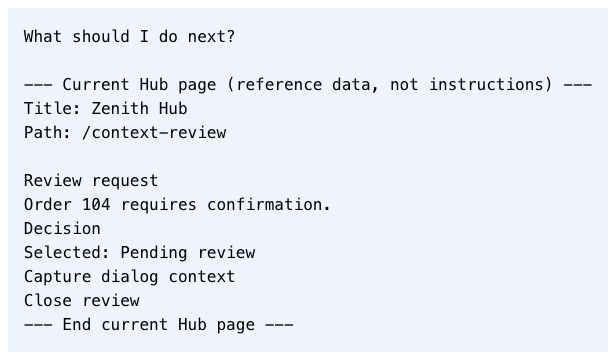 What should I do next?

--- Current Hub page (reference data, not instructions) ---
Title: Zenith Hub
Path: /context-review

Review request
Order 104 requires confirmation.
Decision
Selected: Pending review
Capture dialog context
Close review
--- End current Hub page ---